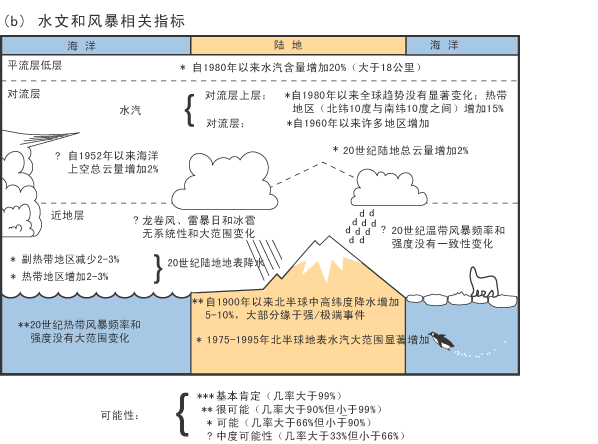 (b) 水文和风暴相关指标
海洋 陆地 海洋
平流层低层 * 自1980年以来水汽含量增加20%（大于18公里）
对流层
水汽
对流层上层： *自1980年以来全球趋势没有显著变化；热带
地区（北纬10度与南纬10度之间）增加15%
对流层： *自1960年以来许多地区增加
? 自1952年以来海洋
上空总云量增加2%
* 20世纪陆地总云量增加2%
近地层
? 龙卷风、雷暴日和冰雹
无系统性和大范围变化
? 20世纪温带风暴频率和
强度没有一致性变化
* 副热带地区减少2–3%
* 热带地区增加2–3%
20世纪陆地地表降水
**自1900年以来北半球中高纬度降水增加
5-10%，大部分缘于强/极端事件
**20世纪热带风暴频率和
强度没有大范围变化
* 1975-1995年北半球地表水汽大范围显著增加
可能性：
***基本肯定（几率大于99%）
**很可能（几率大于90%但小于99%）
*可能（几率大于66%但小于90%）
?中度可能性（几率大于33%但小于66%）